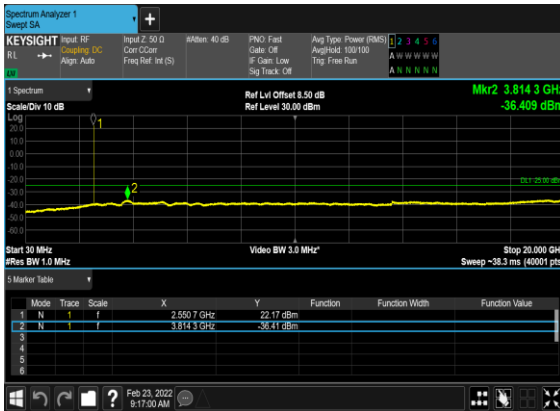 Spectrum Analyzer 1
Swept SA
KEYSIGHT
RL
Input: RF
Coupling: DC
Align: Auto
Input Z: 50 Ω
Corr CCorr
Freq Ref: Int (S)
#Atten: 40 dB
PNO: Fast
Gate: Off
IF Gain: Low
Sig Track: Off
Avg Type: Power (RMS)
Avg|Hold: 100/100
Trig: Free Run
1 2 3 4 5 6
A W W W W W
A N N N N N
1 Spectrum
Scale/Div 10 dB
Ref Lvl Offset 8.50 dB
Ref Level 30.00 dBm
Mkr2 3.814 3 GHz
-36.409 dBm
Log
20.0
10.0
0.00
-10.0
-20.0
-30.0
-40.0
-50.0
-60.0
1
2
DL1 -25.00 dBm
Start 30 MHz
#Res BW 1.0 MHz
Video BW 3.0 MHz*
Stop 20.000 GHz
Sweep ~38.3 ms (40001 pts)
5 Marker Table
Mode Trace Scale X Y Function Function Width Function Value
1 N 1 f 2.550 7 GHz 22.17 dBm
2 N 1 f 3.814 3 GHz -36.41 dBm
3
4
5
6
?
Feb 23, 2022
9:17:00 AM